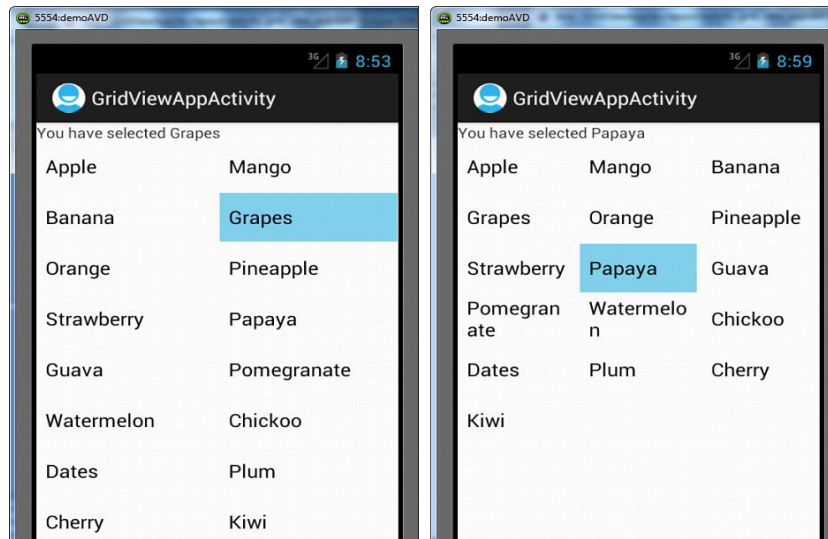 5554:demoAVD
3G 8:53
GridViewAppActivity
You have selected Grapes
Apple Mango
Banana Grapes
Orange Pineapple
Strawberry Papaya
Guava Pomegranate
Watermelon Chickoo
Dates Plum
Cherry Kiwi
5554:demoAVD
3G 8:59
GridViewAppActivity
You have selected Papaya
Apple Mango Banana
Grapes Orange Pineapple
Strawberry Papaya Guava
Pomegran Watermelo Chickoo
ate n
Dates Plum Cherry
Kiwi